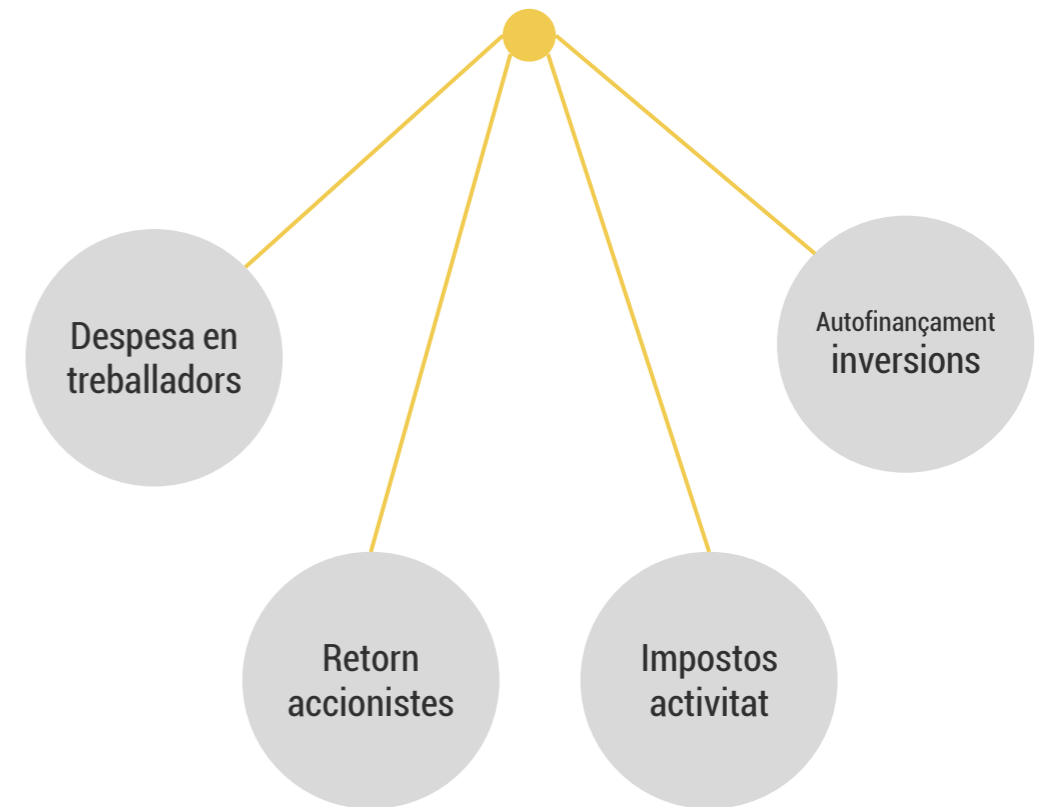 Despesa en
treballadors
Autofinançament
inversions
Retorn
accionistes
Impostos
activitat